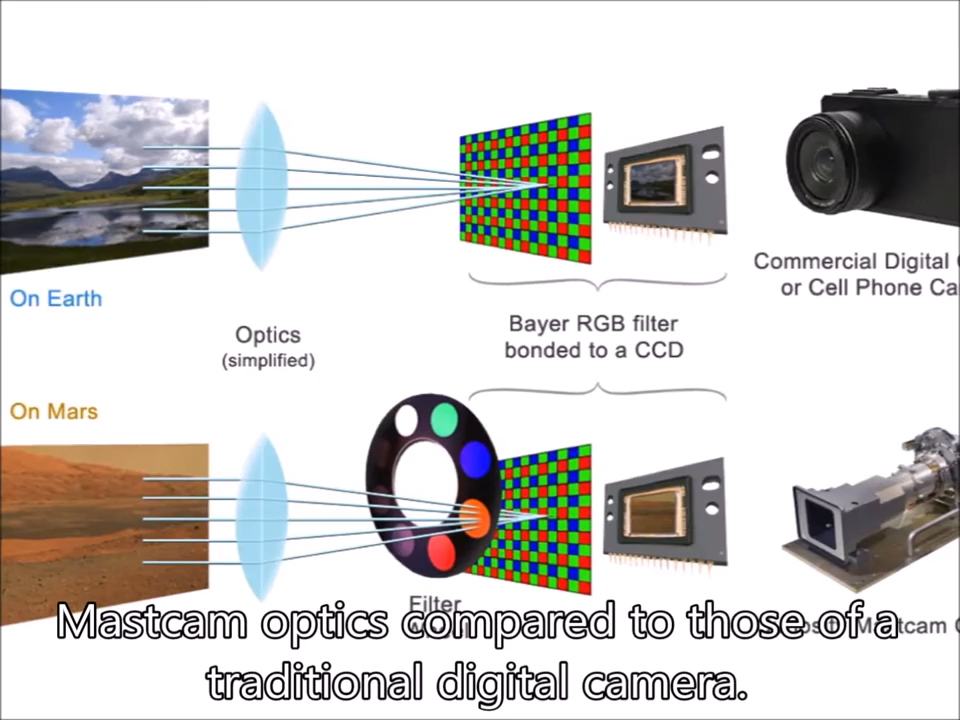 On Earth
Optics
(simplified)
Bayer RGB filter
bonded to a CCD
Commercial Digital
or Cell Phone
On Mars
Filter
Mastcam
Mastcam optics compared to those of a
traditional digital camera.